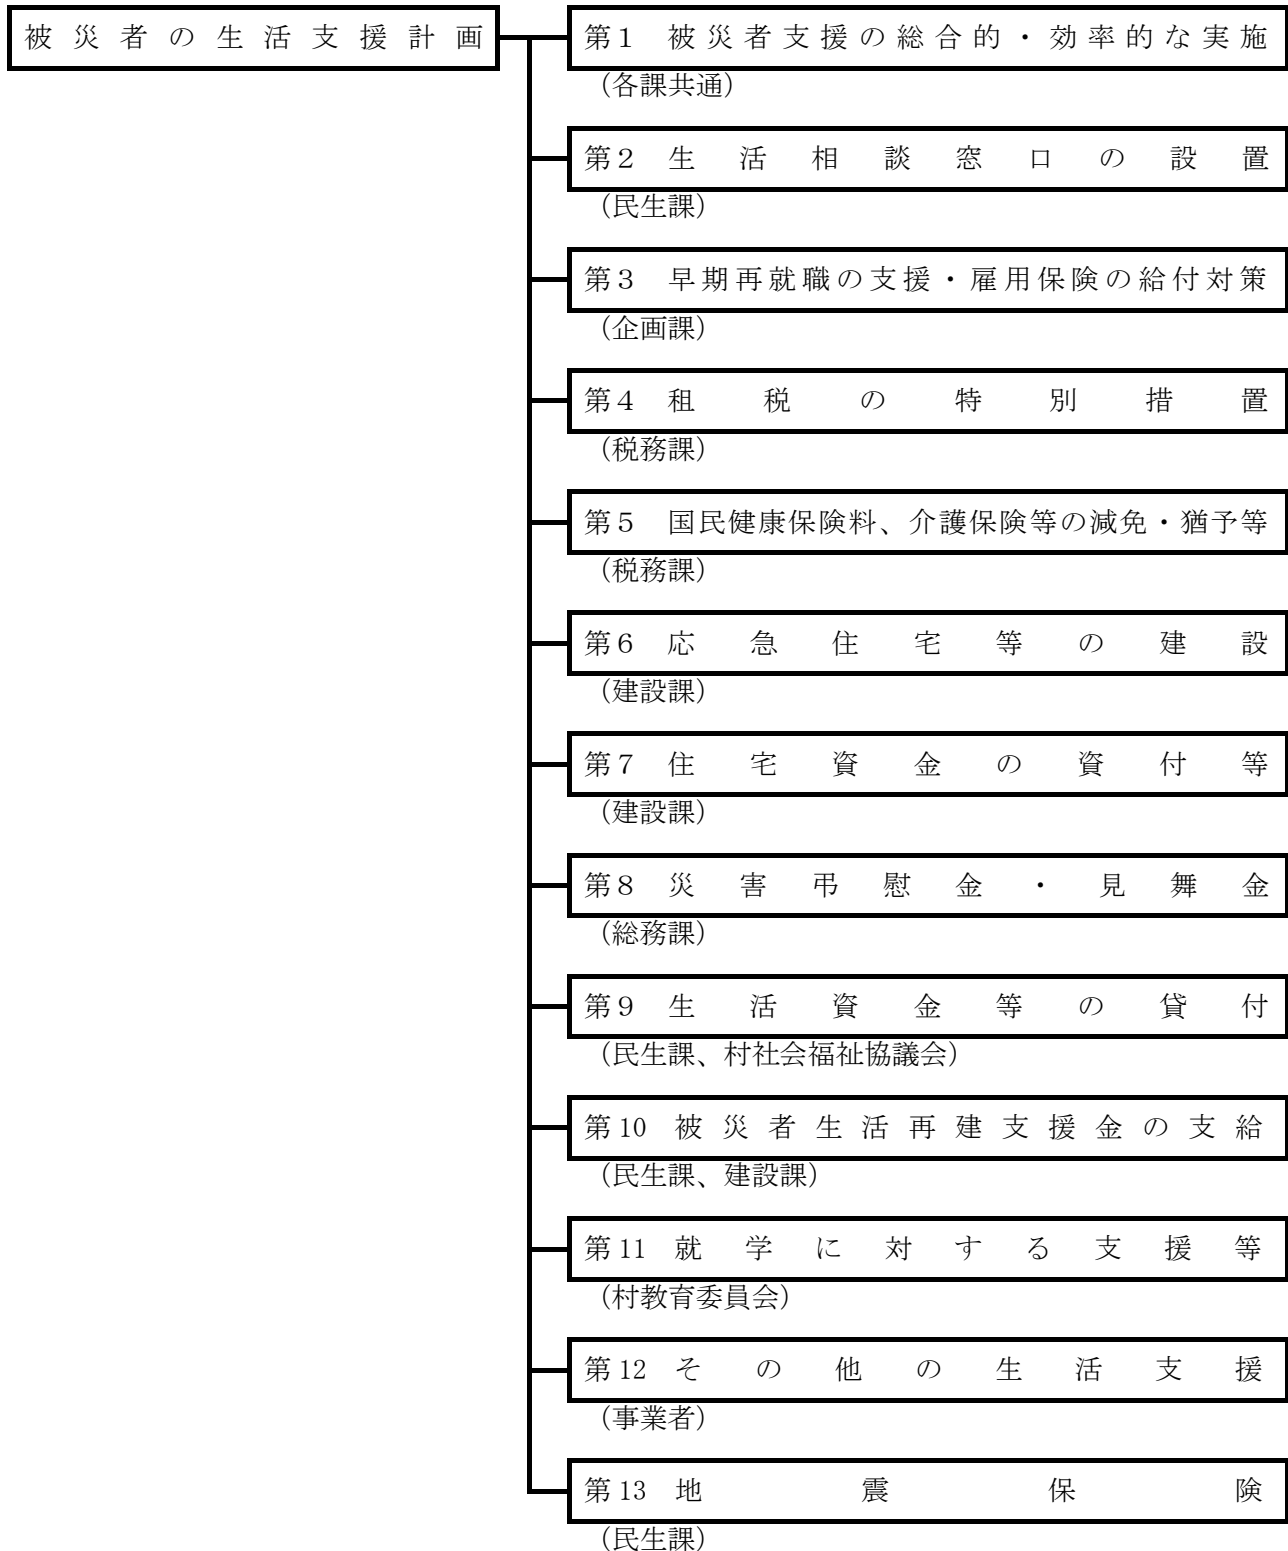 被災者の生活支援計画
第1 被災者支援の総合的・効率的な実施
（各課共通）
第2 生活相談窓口の設置
（民生課）
第3 早期再就職の支援・雇用保険の給付対策
（企画課）
第4 租税の特別措置
（税務課）
第5 国民健康保険料、介護保険等の減免・猶予等
（税務課）
第6 応急住宅等の建設
（建設課）
第7 住宅資金の資付等
（建設課）
第8 災害弔慰金・見舞金
（総務課）
第9 生活資金等の貸付
（民生課、村社会福祉協議会）
第10 被災者生活再建支援金の支給
（民生課、建設課）
第11 就学に対する支援等
（村教育委員会）
第12 その他の生活支援
（事業者）
第13 地震保険
（民生課）